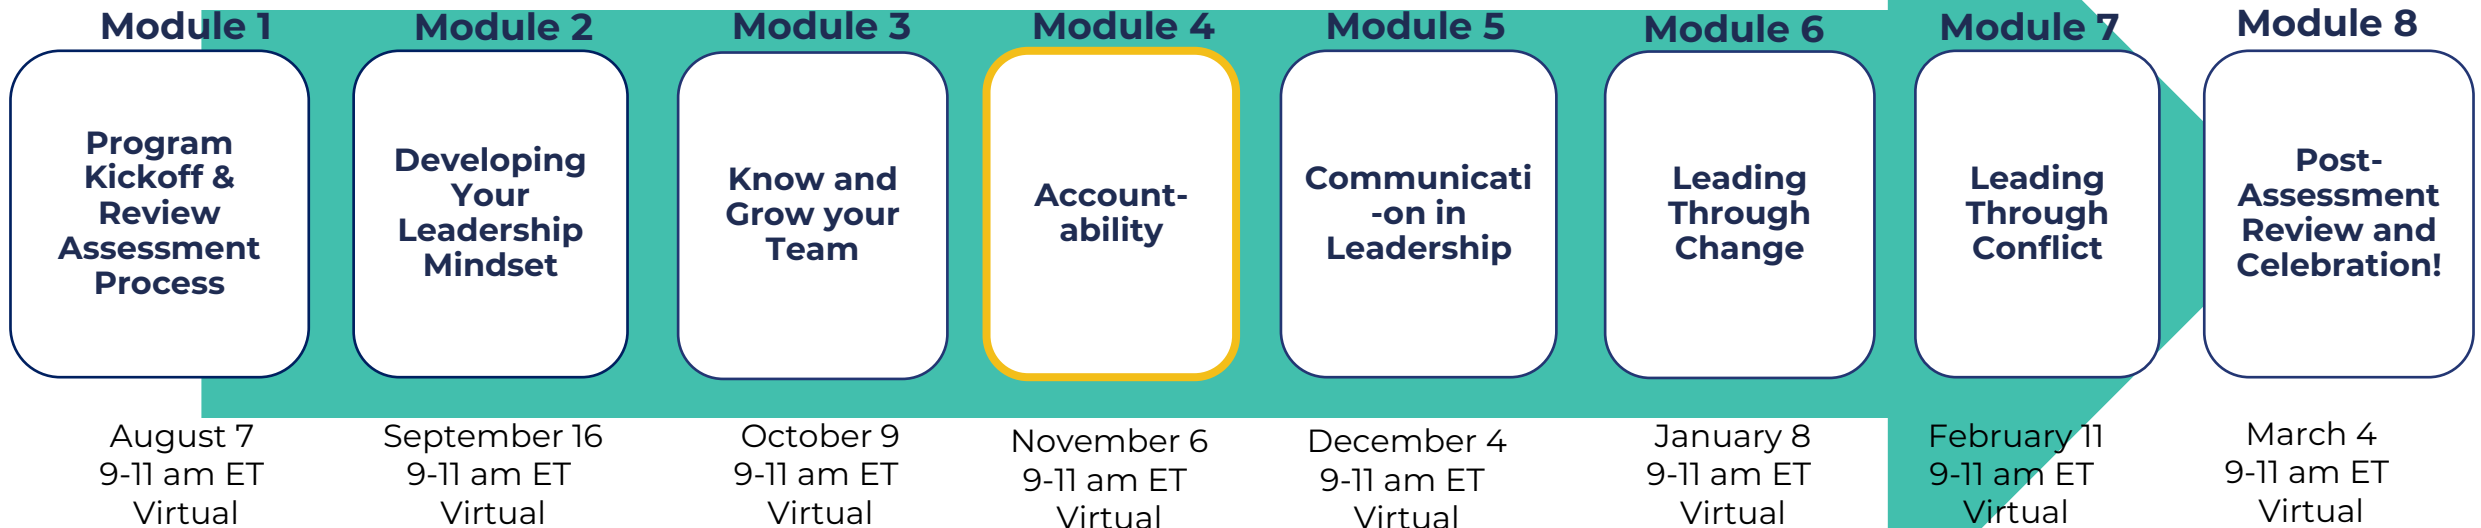 Module 1
Program
Kickoff &
Review
Assessment
Process
August 7
9-11 am ET
Virtual
Module 2
Developing
Your
Leadership
Mindset
September 16
9-11 am ET
Virtual
Module 3
Know and
Grow your
Team
October 9
9-11 am ET
Virtual
Module 4
Account-
ability
November 6
9-11 am ET
Virtual
Module 5
Communicati
-on in
Leadership
December 4
9-11 am ET
Virtual
Module 6
Leading
Through
Change
January 8
9-11 am ET
Virtual
Module 7
Leading
Through
Conflict
February 11
9-11 am ET
Virtual
Module 8
Post-
Assessment
Review and
Celebration!
March 4
9-11 am ET
Virtual